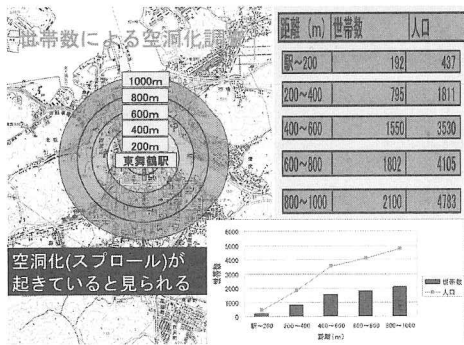 世帯数による空洞化調査
1000m
800m
600m
400m
200m
東舞鶴駅
空洞化(スプロール)が
起きていると見られる
距離 (m) 世帯数 人口
駅~200 192 437
200~400 795 1811
400~600 1550 3530
600~800 1802 4105
800~1000 2100 4783
6000
5000
4000
3000
2000
1000
0
世帯数
駅~200 200~400 400~600 600~800 800~1000
距離(m)
世帯数
人口